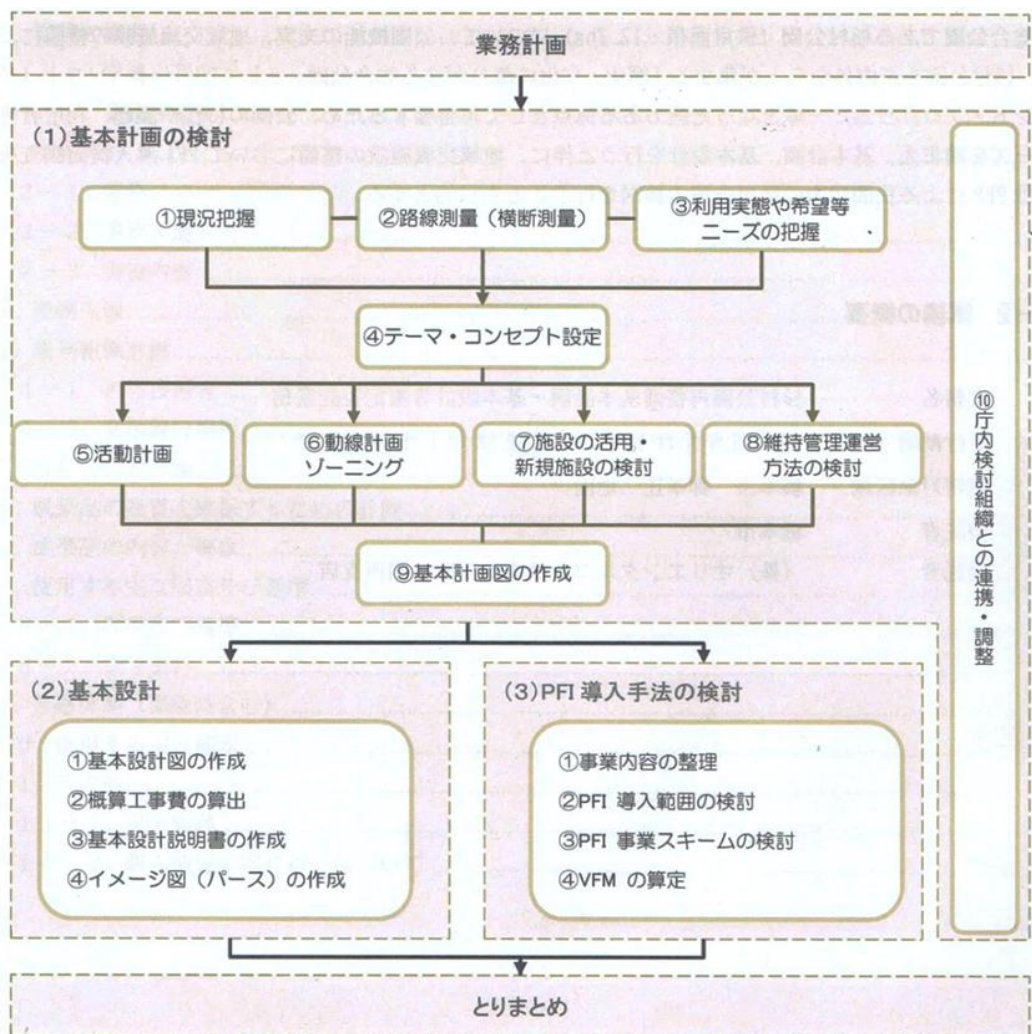 業務計画
(1)基本計画の検討
①現況把握
②路線測量（横断測量）
③利用実態や希望等
ニーズの把握
④テーマ・コンセプト設定
⑤活動計画
⑥動線計画
ゾーニング
⑦施設の活用・
新規施設の検討
⑧維持管理運営
方法の検討
⑨基本計画図の作成
⑩庁内検討組織との連携・調整
(2)基本設計
①基本設計図の作成
②概算工事費の算出
③基本設計説明書の作成
④イメージ図（パース）の作成
(3)PFI 導入手法の検討
①事業内容の整理
②PFI 導入範囲の検討
③PFI 事業スキームの検討
④VFM の算定
とりまとめ